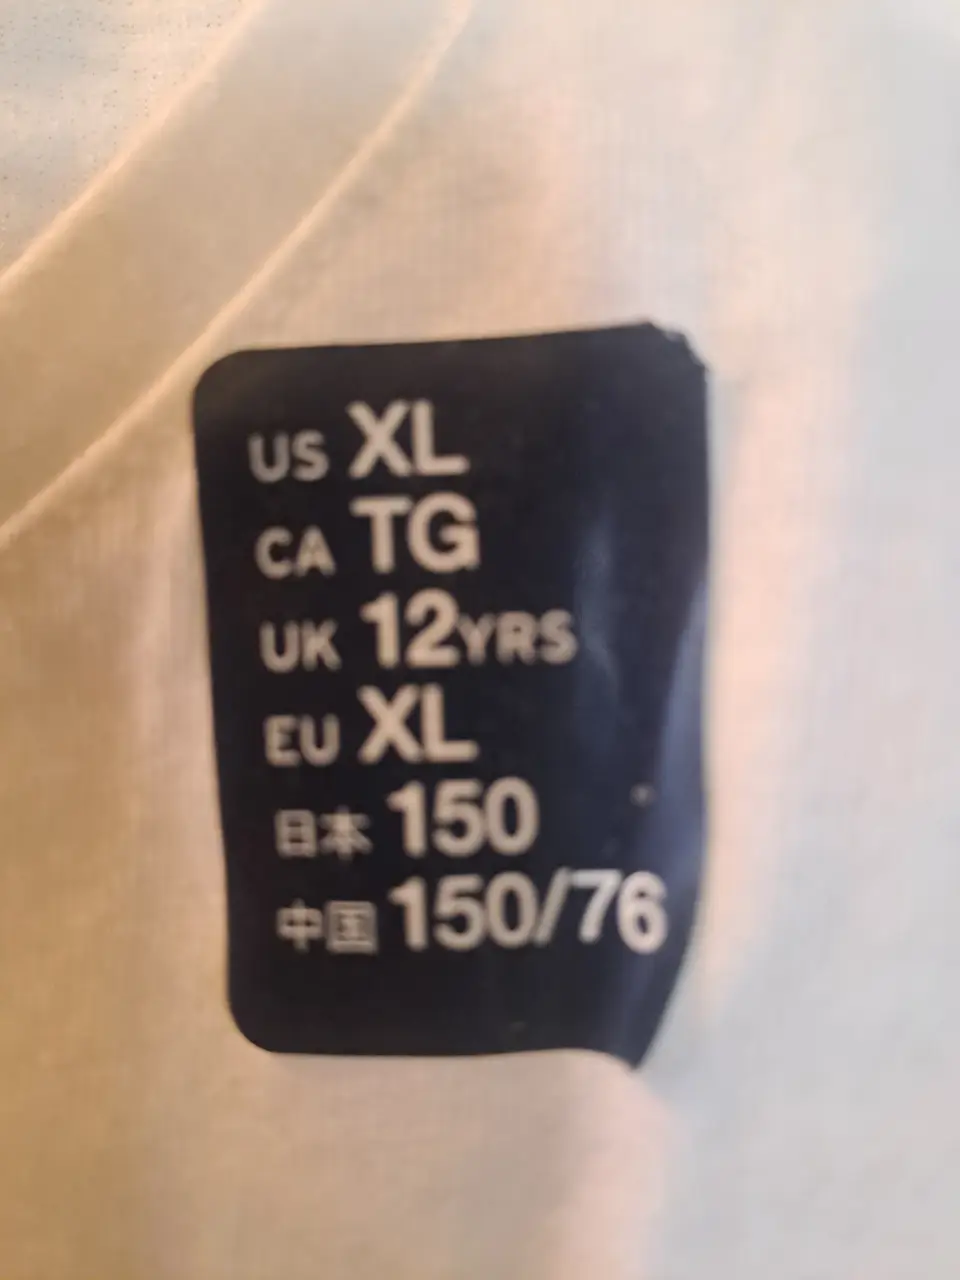 US XL
CA TG
UK 12YRS
EU XL
日本 150
中国 150/76